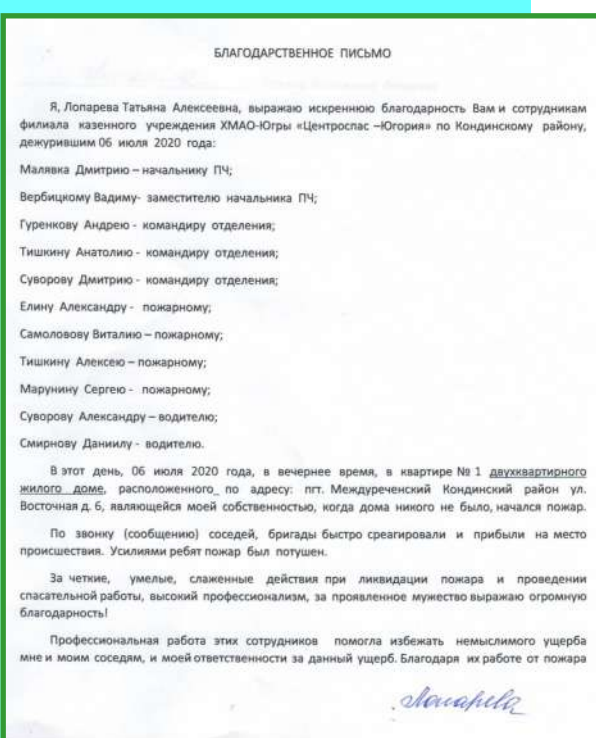 БЛАГОДАРСТВЕННОЕ ПИСЬМО
Я, Лопарева Татьяна Алексеевна, выражаю искреннюю благодарность Вам и сотрудникам
филиала казенного учреждения ХМАО-Югры «Центроспас –Югория» по Кондинскому району,
дежурившим 06 июля 2020 года:
Малявка Дмитрию – начальнику ПЧ;
Вербицкому Вадиму- заместителю начальника ПЧ;
Гуренкову Андрею - командиру отделения;
Тишкину Анатолию - командиру отделения;
Суворову Дмитрию - командиру отделения;
Елину Александру - пожарному;
Самоловову Виталию – пожарному;
Тишкину Алексею – пожарному;
Марунину Сергею - пожарному;
Суворову Александру – водителю;
Смирнову Даниилу - водителю.
В этот день, 06 июля 2020 года, в вечернее время, в квартире № 1 двухквартирного
жилого доме, расположенного_ по адресу: пгт. Междуреченский Кондинский район ул.
Восточная д. 6, являющейся моей собственностью, когда дома никого не было, начался пожар.
По звонку (сообщению) соседей, бригады быстро среагировали и прибыли на место
происшествия. Усилиями ребят пожар был потушен.
За четкие, умелые, слаженные действия при ликвидации пожара и проведении
спасательной работы, высокий профессионализм, за проявленное мужество выражаю огромную
благодарность!
Профессиональная работа этих сотрудников помогла избежать немыслимого ущерба
мне и моим соседям, и моей ответственности за данный ущерб. Благодаря их работе от пожара
Лопарева